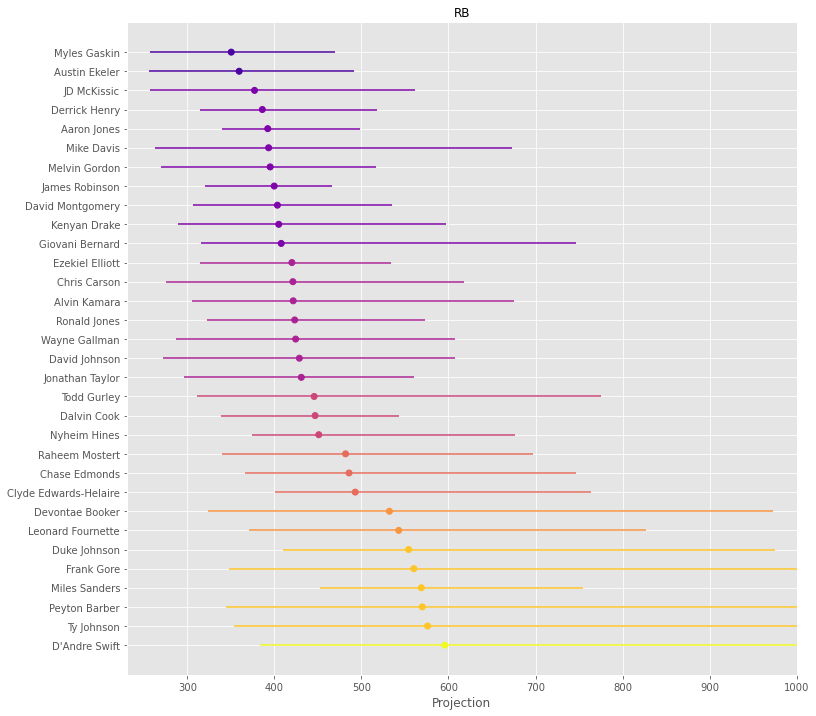 RB
Myles Gaskin
Austin Ekeler
JD McKissic
Derrick Henry
Aaron Jones
Mike Davis
Melvin Gordon
James Robinson
David Montgomery
Kenyan Drake
Giovani Bernard
Ezekiel Elliott
Chris Carson
Alvin Kamara
Ronald Jones
Wayne Gallman
David Johnson
Jonathan Taylor
Todd Gurley
Dalvin Cook
Nyheim Hines
Raheem Mostert
Chase Edmonds
Clyde Edwards-Helaire
Devontae Booker
Leonard Fournette
Duke Johnson
Frank Gore
Miles Sanders
Peyton Barber
Ty Johnson
D'Andre Swift
300 400 500 600 700 800 900 1000
Projection